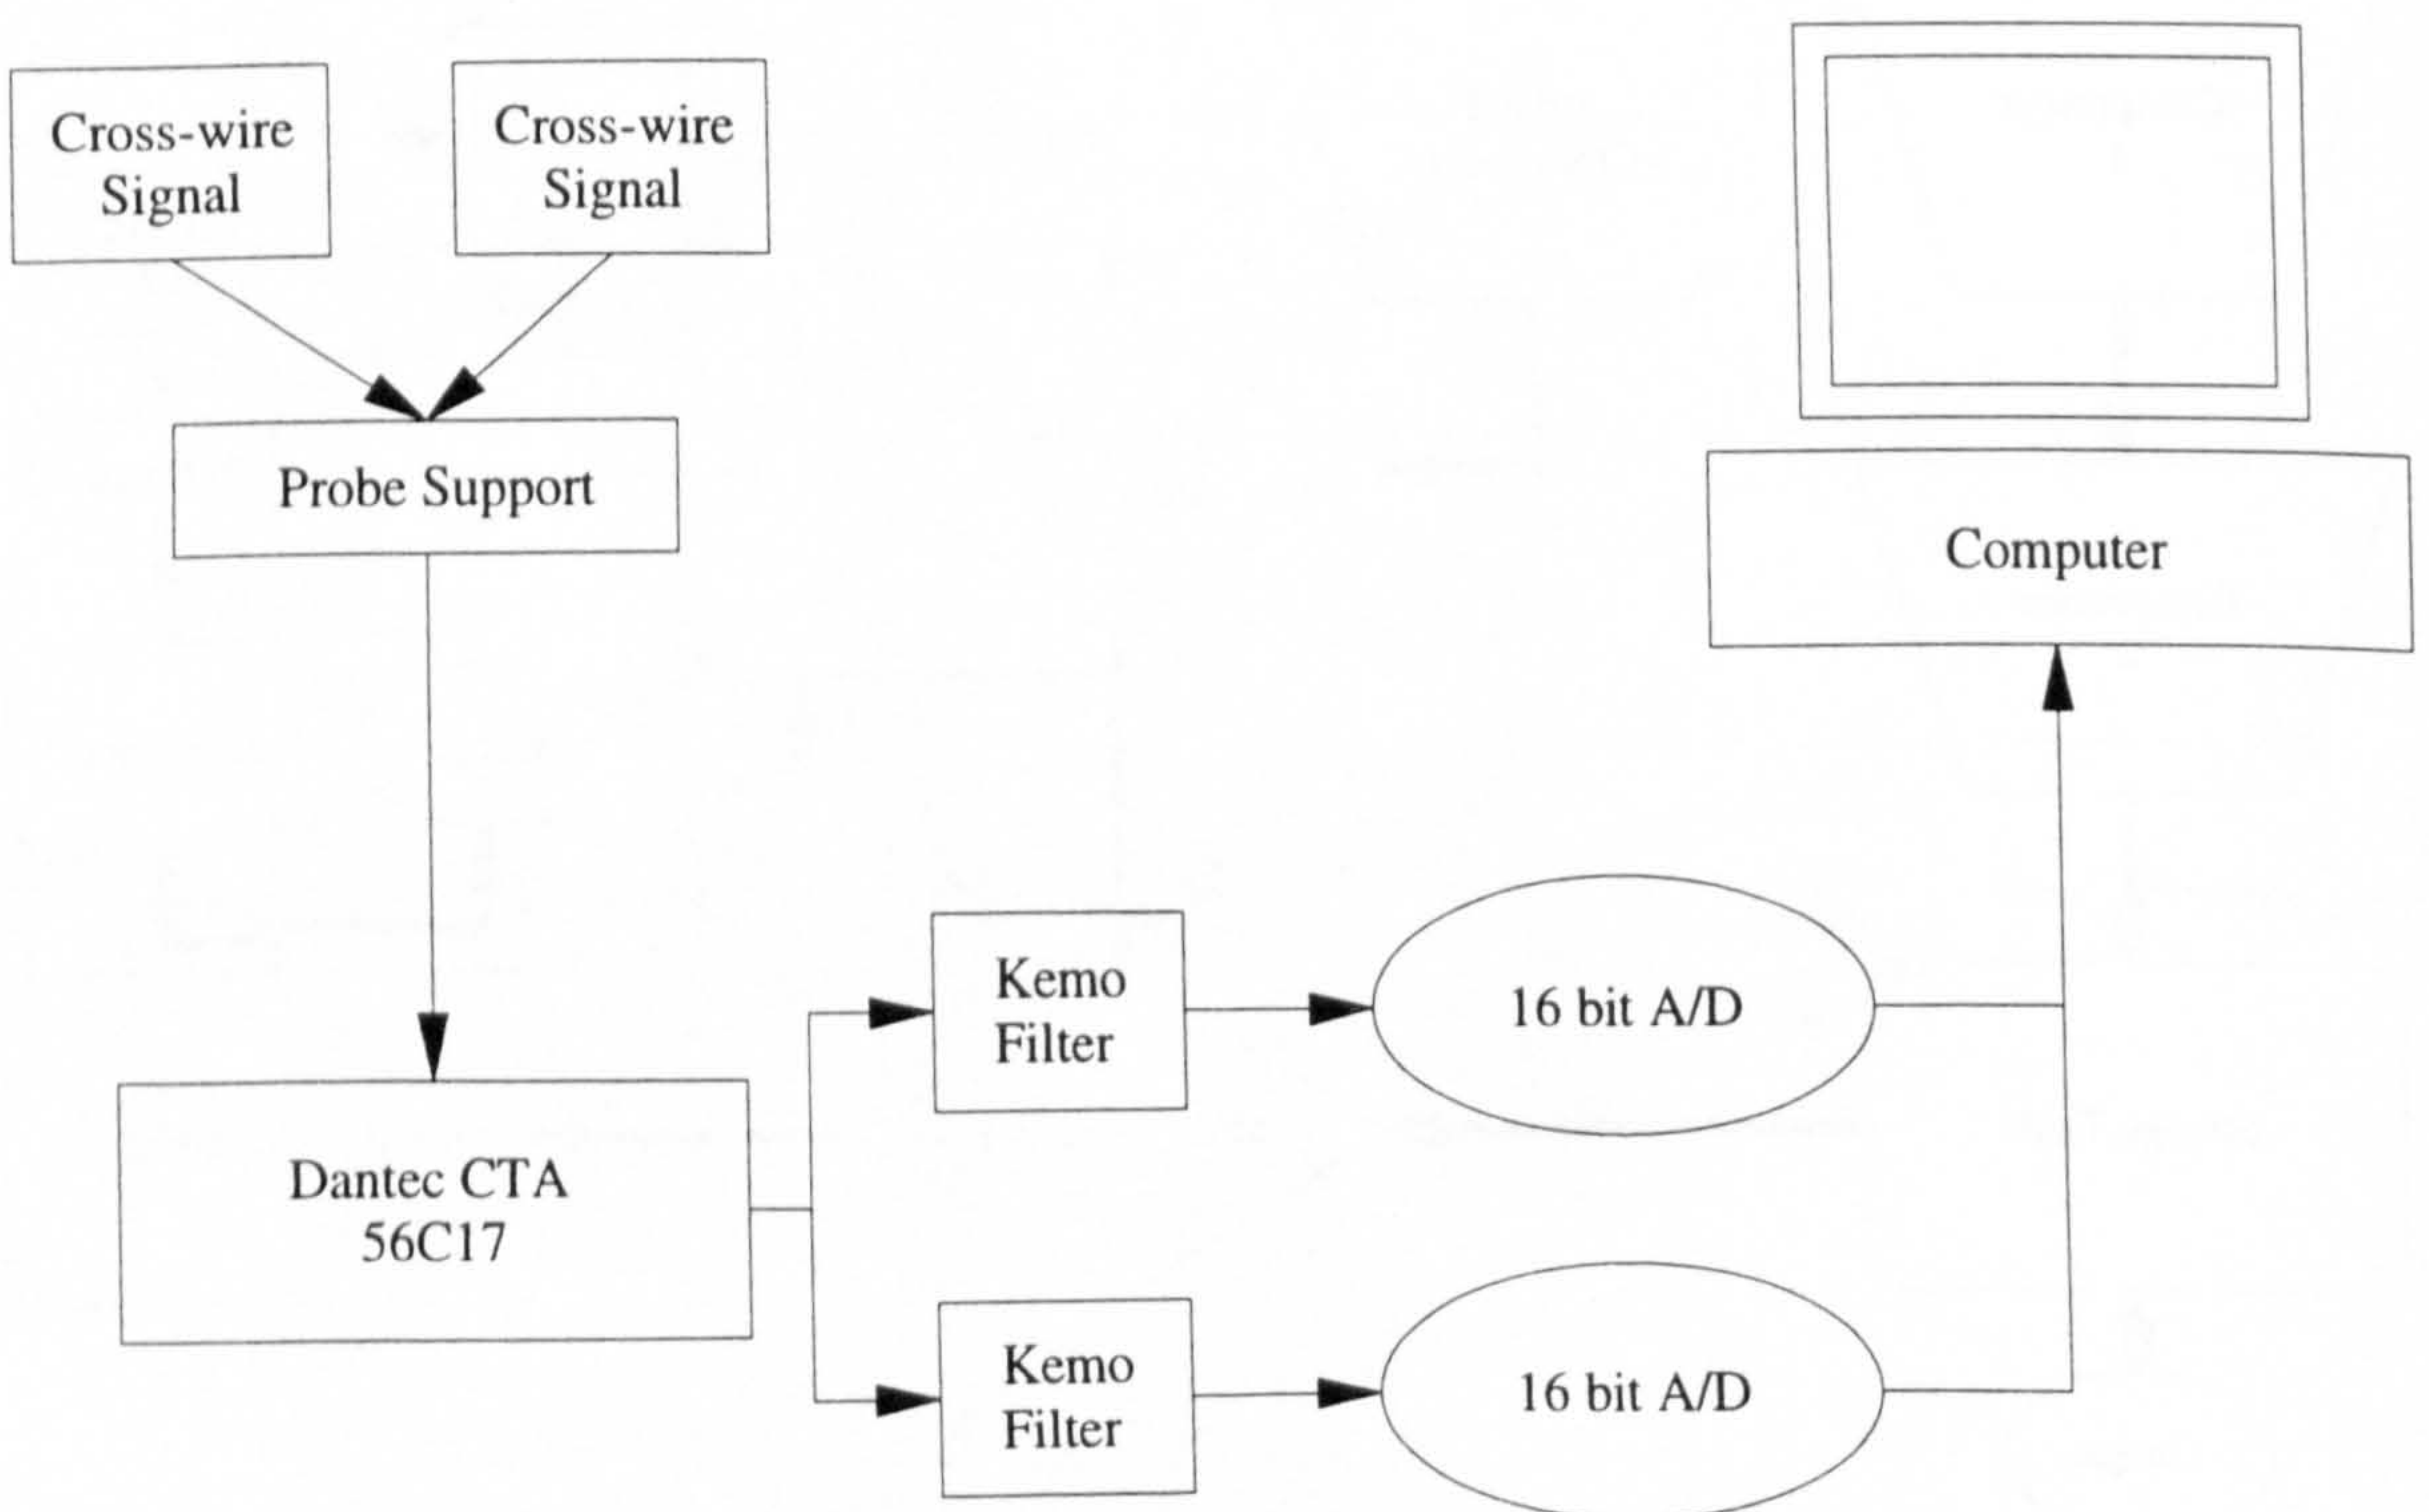 Cross-wire
Signal
Cross-wire
Signal
Probe Support
Computer
Kemo
Filter
16 bit A/D
Dantec CTA
56C17
Kemo
Filter
16 bit A/D